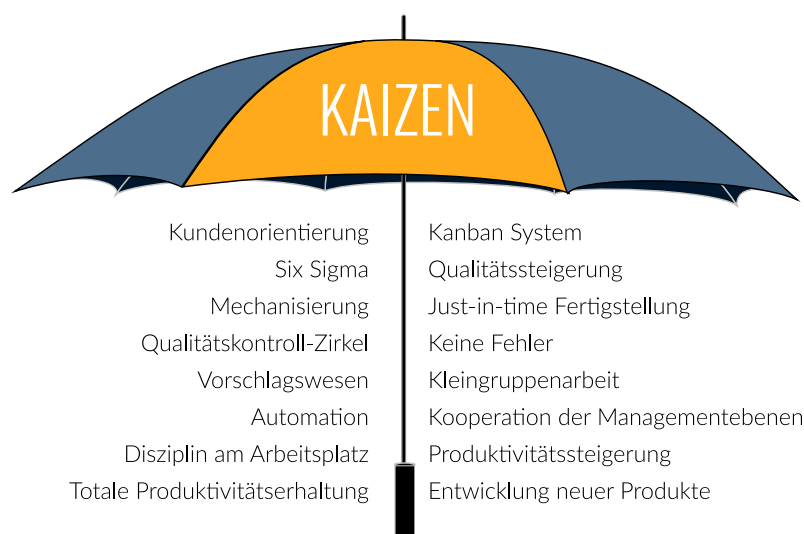 KAIZEN
Kundenorientierung
Six Sigma
Mechanisierung
Qualitätskontroll-Zirkel
Vorschlagswesen
Automation
Disziplin am Arbeitsplatz
Totale Produktivitätserhaltung
Kanban System
Qualitätssteigerung
Just-in-time Fertigstellung
Keine Fehler
Kleingruppenarbeit
Kooperation der Managementebenen
Produktivitätssteigerung
Entwicklung neuer Produkte